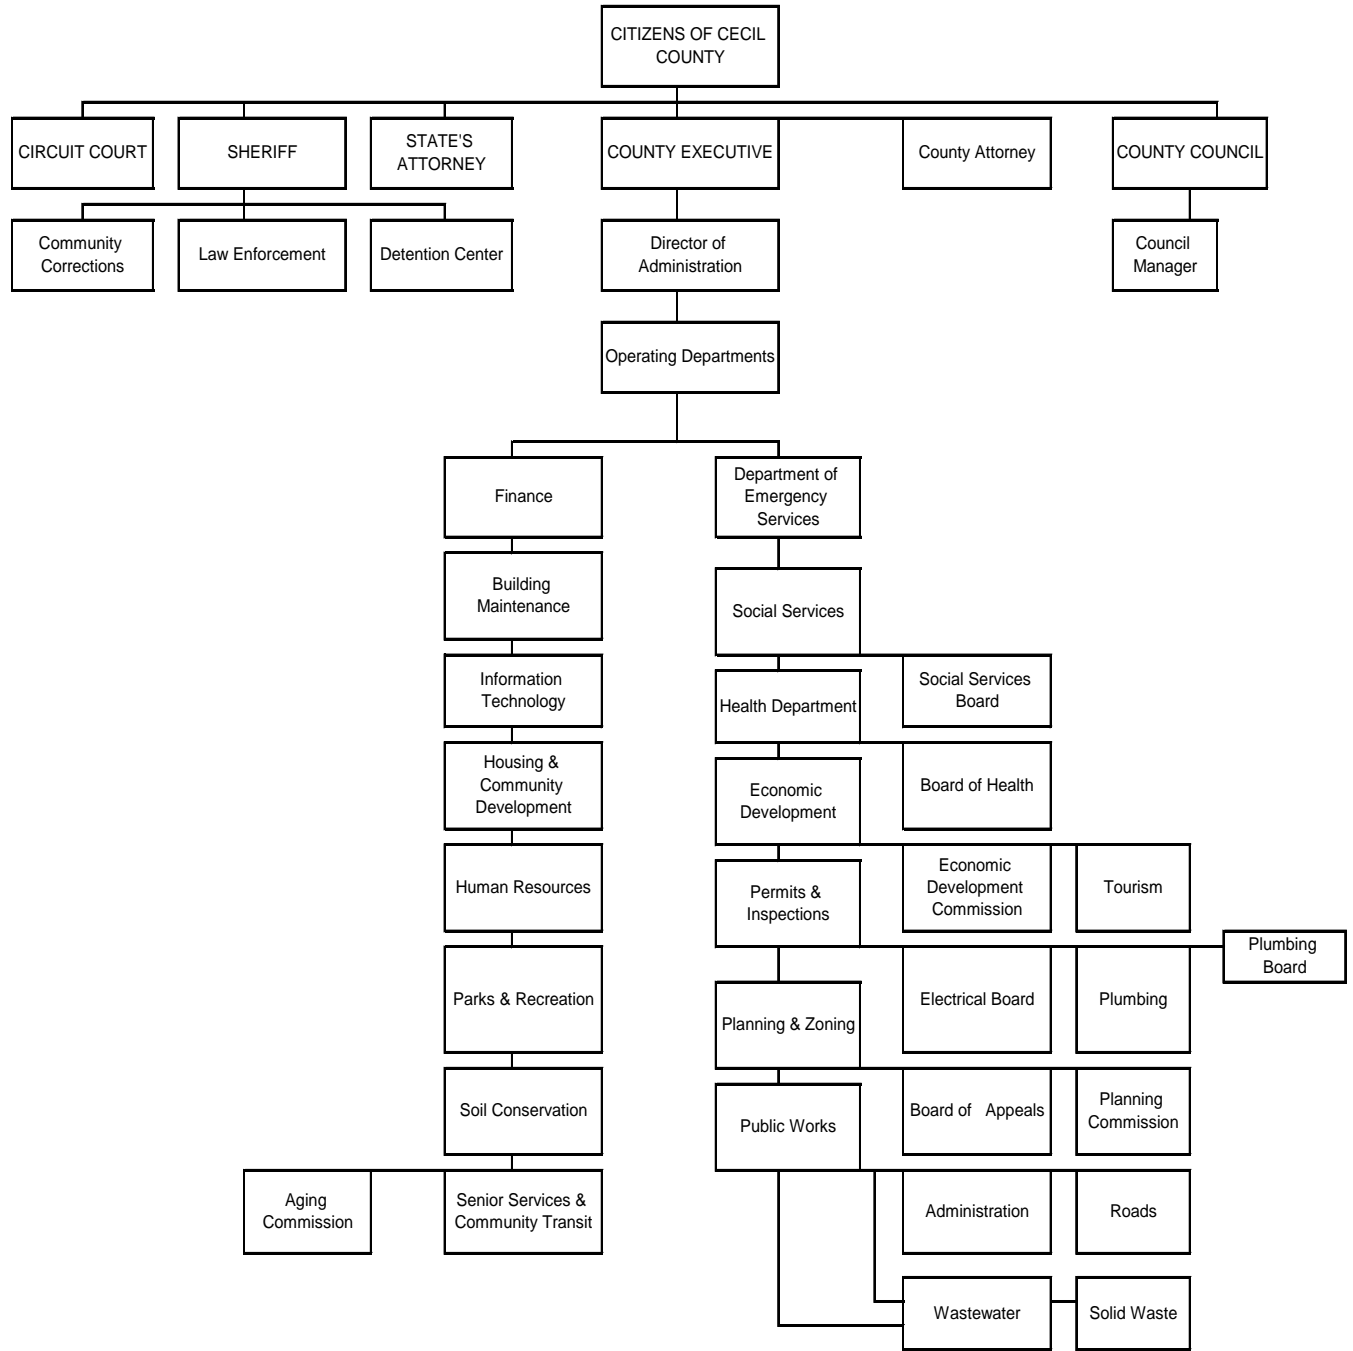 CITIZENS OF CECIL
COUNTY
CIRCUIT COURT
SHERIFF
STATE'S
ATTORNEY
COUNTY EXECUTIVE
County Attorney
COUNTY COUNCIL
Community
Corrections
Law Enforcement
Detention Center
Director of
Administration
Council
Manager
Operating Departments
Finance
Department of
Emergency
Services
Building
Maintenance
Social Services
Information
Technology
Social Services
Board
Health Department
Housing &
Community
Development
Economic
Development
Board of Health
Human Resources
Permits &
Inspections
Economic
Development
Commission
Tourism
Plumbing
Board
Parks & Recreation
Planning & Zoning
Electrical Board
Plumbing
Soil Conservation
Public Works
Board of Appeals
Planning
Commission
Aging
Commission
Senior Services &
Community Transit
Administration
Roads
Wastewater
Solid Waste